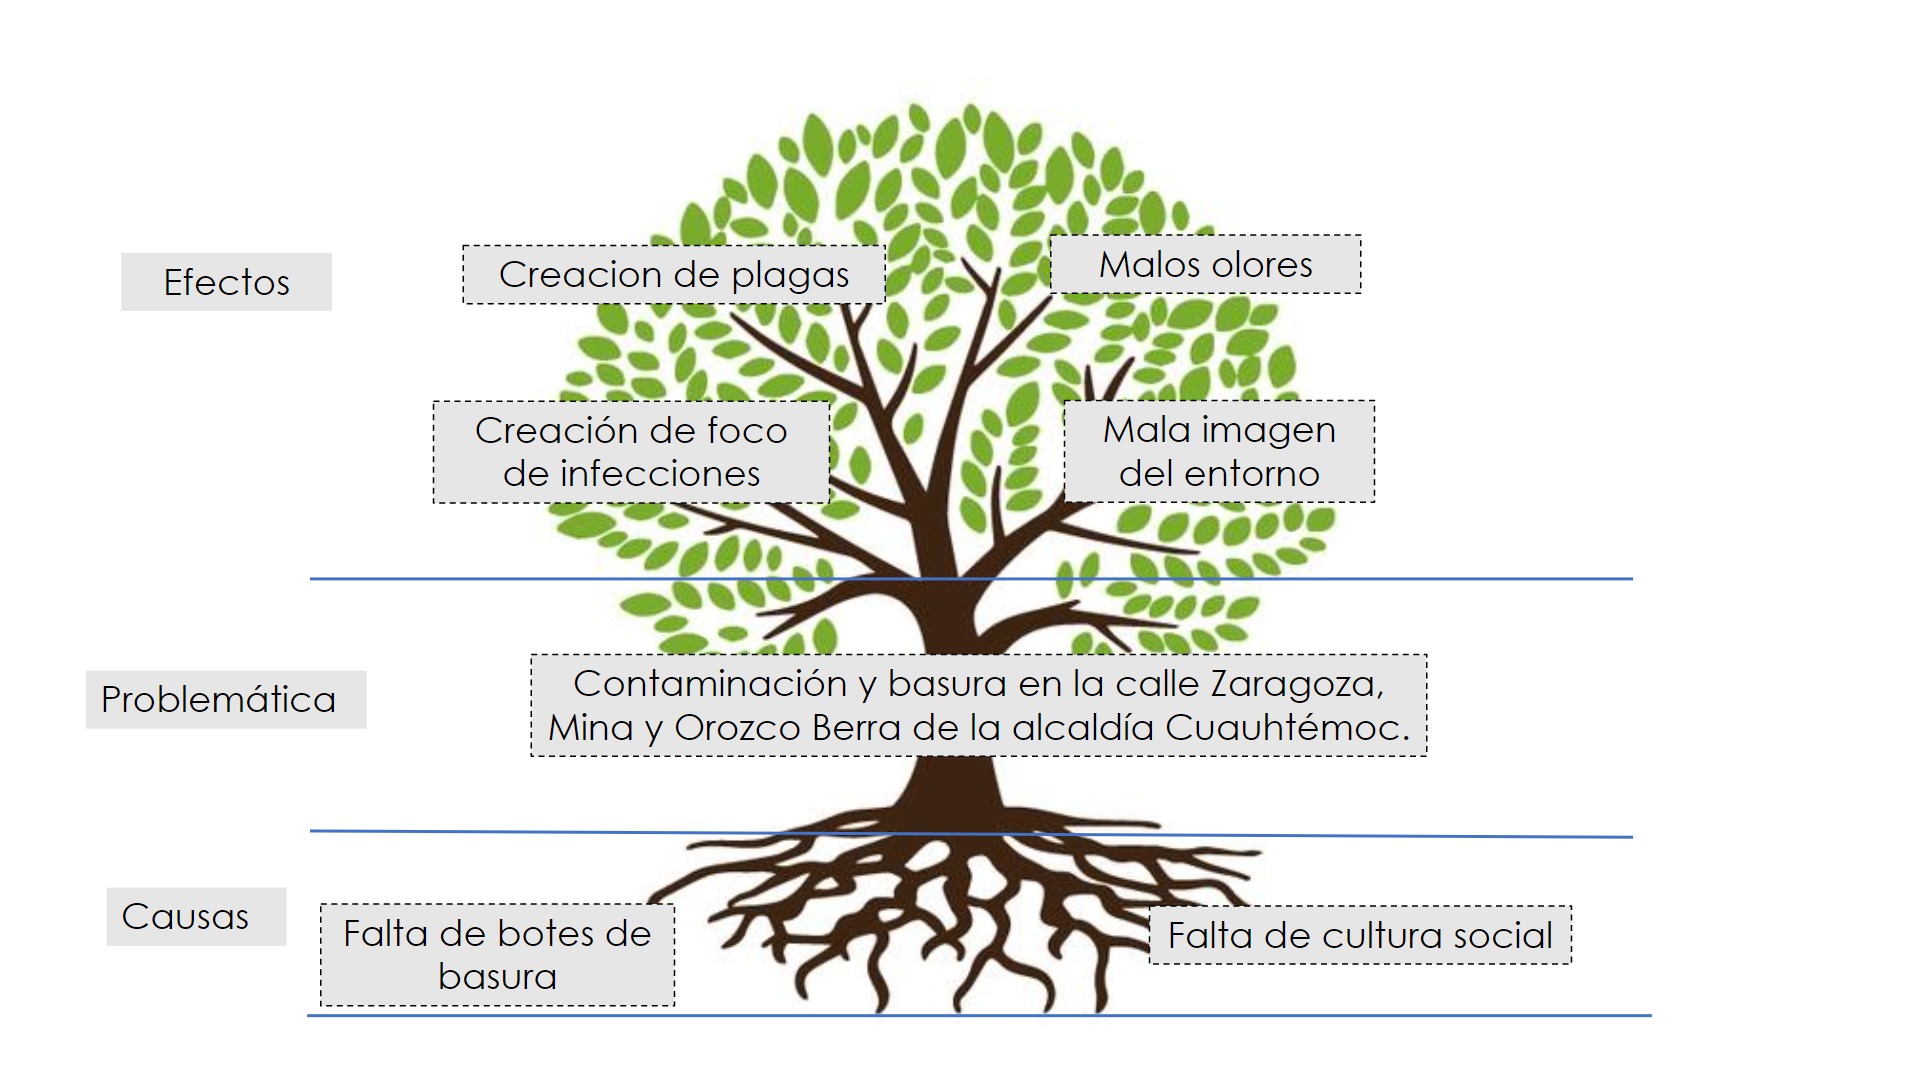 Efectos
Creacion de plagas
Malos olores
Creación de foco
de infecciones
Mala imagen
del entorno
Problemática
Contaminación y basura en la calle Zaragoza,
Mina y Orozco Berra de la alcaldía Cuauhtémoc.
Causas
Falta de botes de
basura
Falta de cultura social